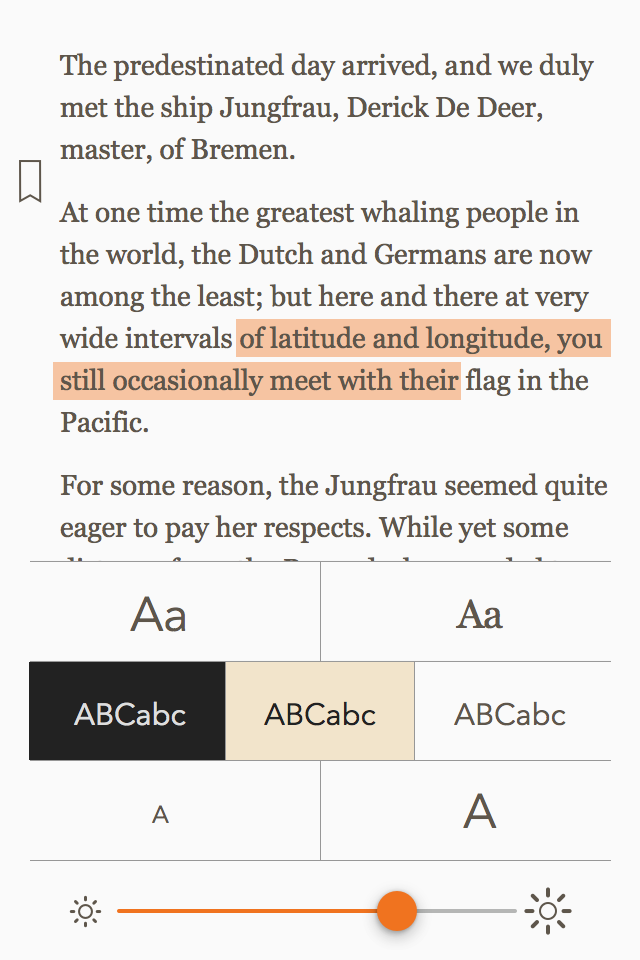 The predestinated day arrived, and we duly
met the ship Jungfrau, Derick De Deer,
master, of Bremen.
At one time the greatest whaling people in
the world, the Dutch and Germans are now
among the least; but here and there at very
wide intervals of latitude and longitude, you
still occasionally meet with their flag in the
Pacific.
For some reason, the Jungfrau seemed quite
eager to pay her respects. While yet some
Aa Aa
ABCabc ABCabc ABCabc
A A